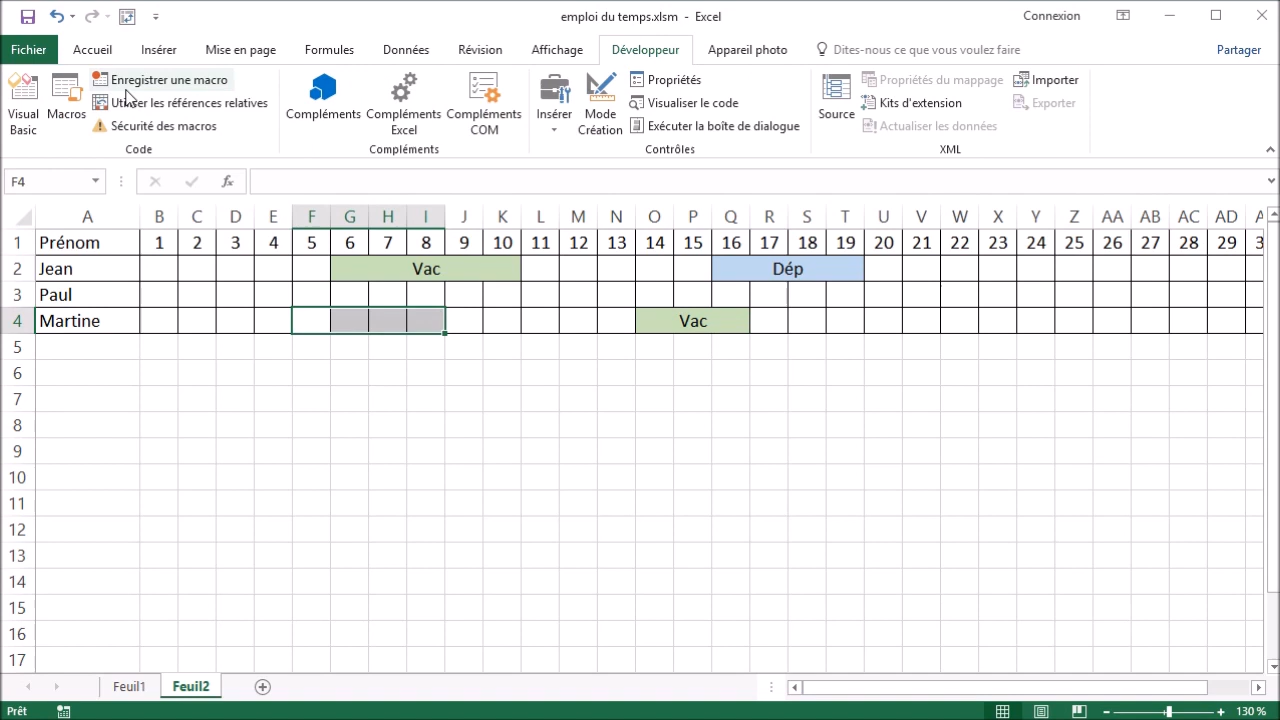 emploi du temps.xlsm - Excel
Connexion
Fichier Accueil Insérer Mise en page Formules Données Révision Affichage Développeur Appareil photo Dites-nous ce que vous voulez faire Partager
Visual Basic
Macros
Enregistrer une macro
Utiliser les références relatives
Sécurité des macros
Code
Compléments
Compléments Excel
Compléments COM
Compléments
Insérer
Mode Création
Propriétés
Visualiser le code
Exécuter la boîte de dialogue
Contrôles
Source
Propriétés du mappage
Kits d'extension
Actualiser les données
Importer
Exporter
XML
F4
fx
A B C D E F G H I J K L M N O P Q R S T U V W X Y Z AA AB AC AD
1 Prénom 1 2 3 4 5 6 7 8 9 10 11 12 13 14 15 16 17 18 19 20 21 22 23 24 25 26 27 28 29
2 Jean Vac Dép
3 Paul
4 Martine Vac
5
6
7
8
9
10
11
12
13
14
15
16
17
Feuil1 Feuil2
Prêt
130 %